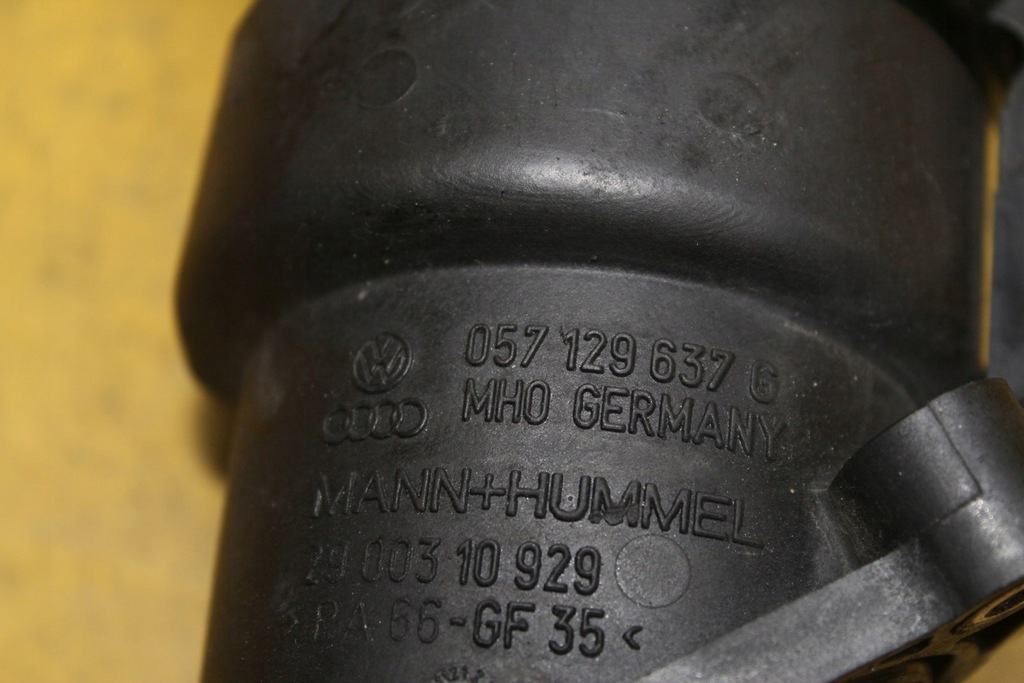 057 129 637 G
MHO GERMANY
MANN+HUMMEL
29 003 10 929
>PA 66-GF 35<